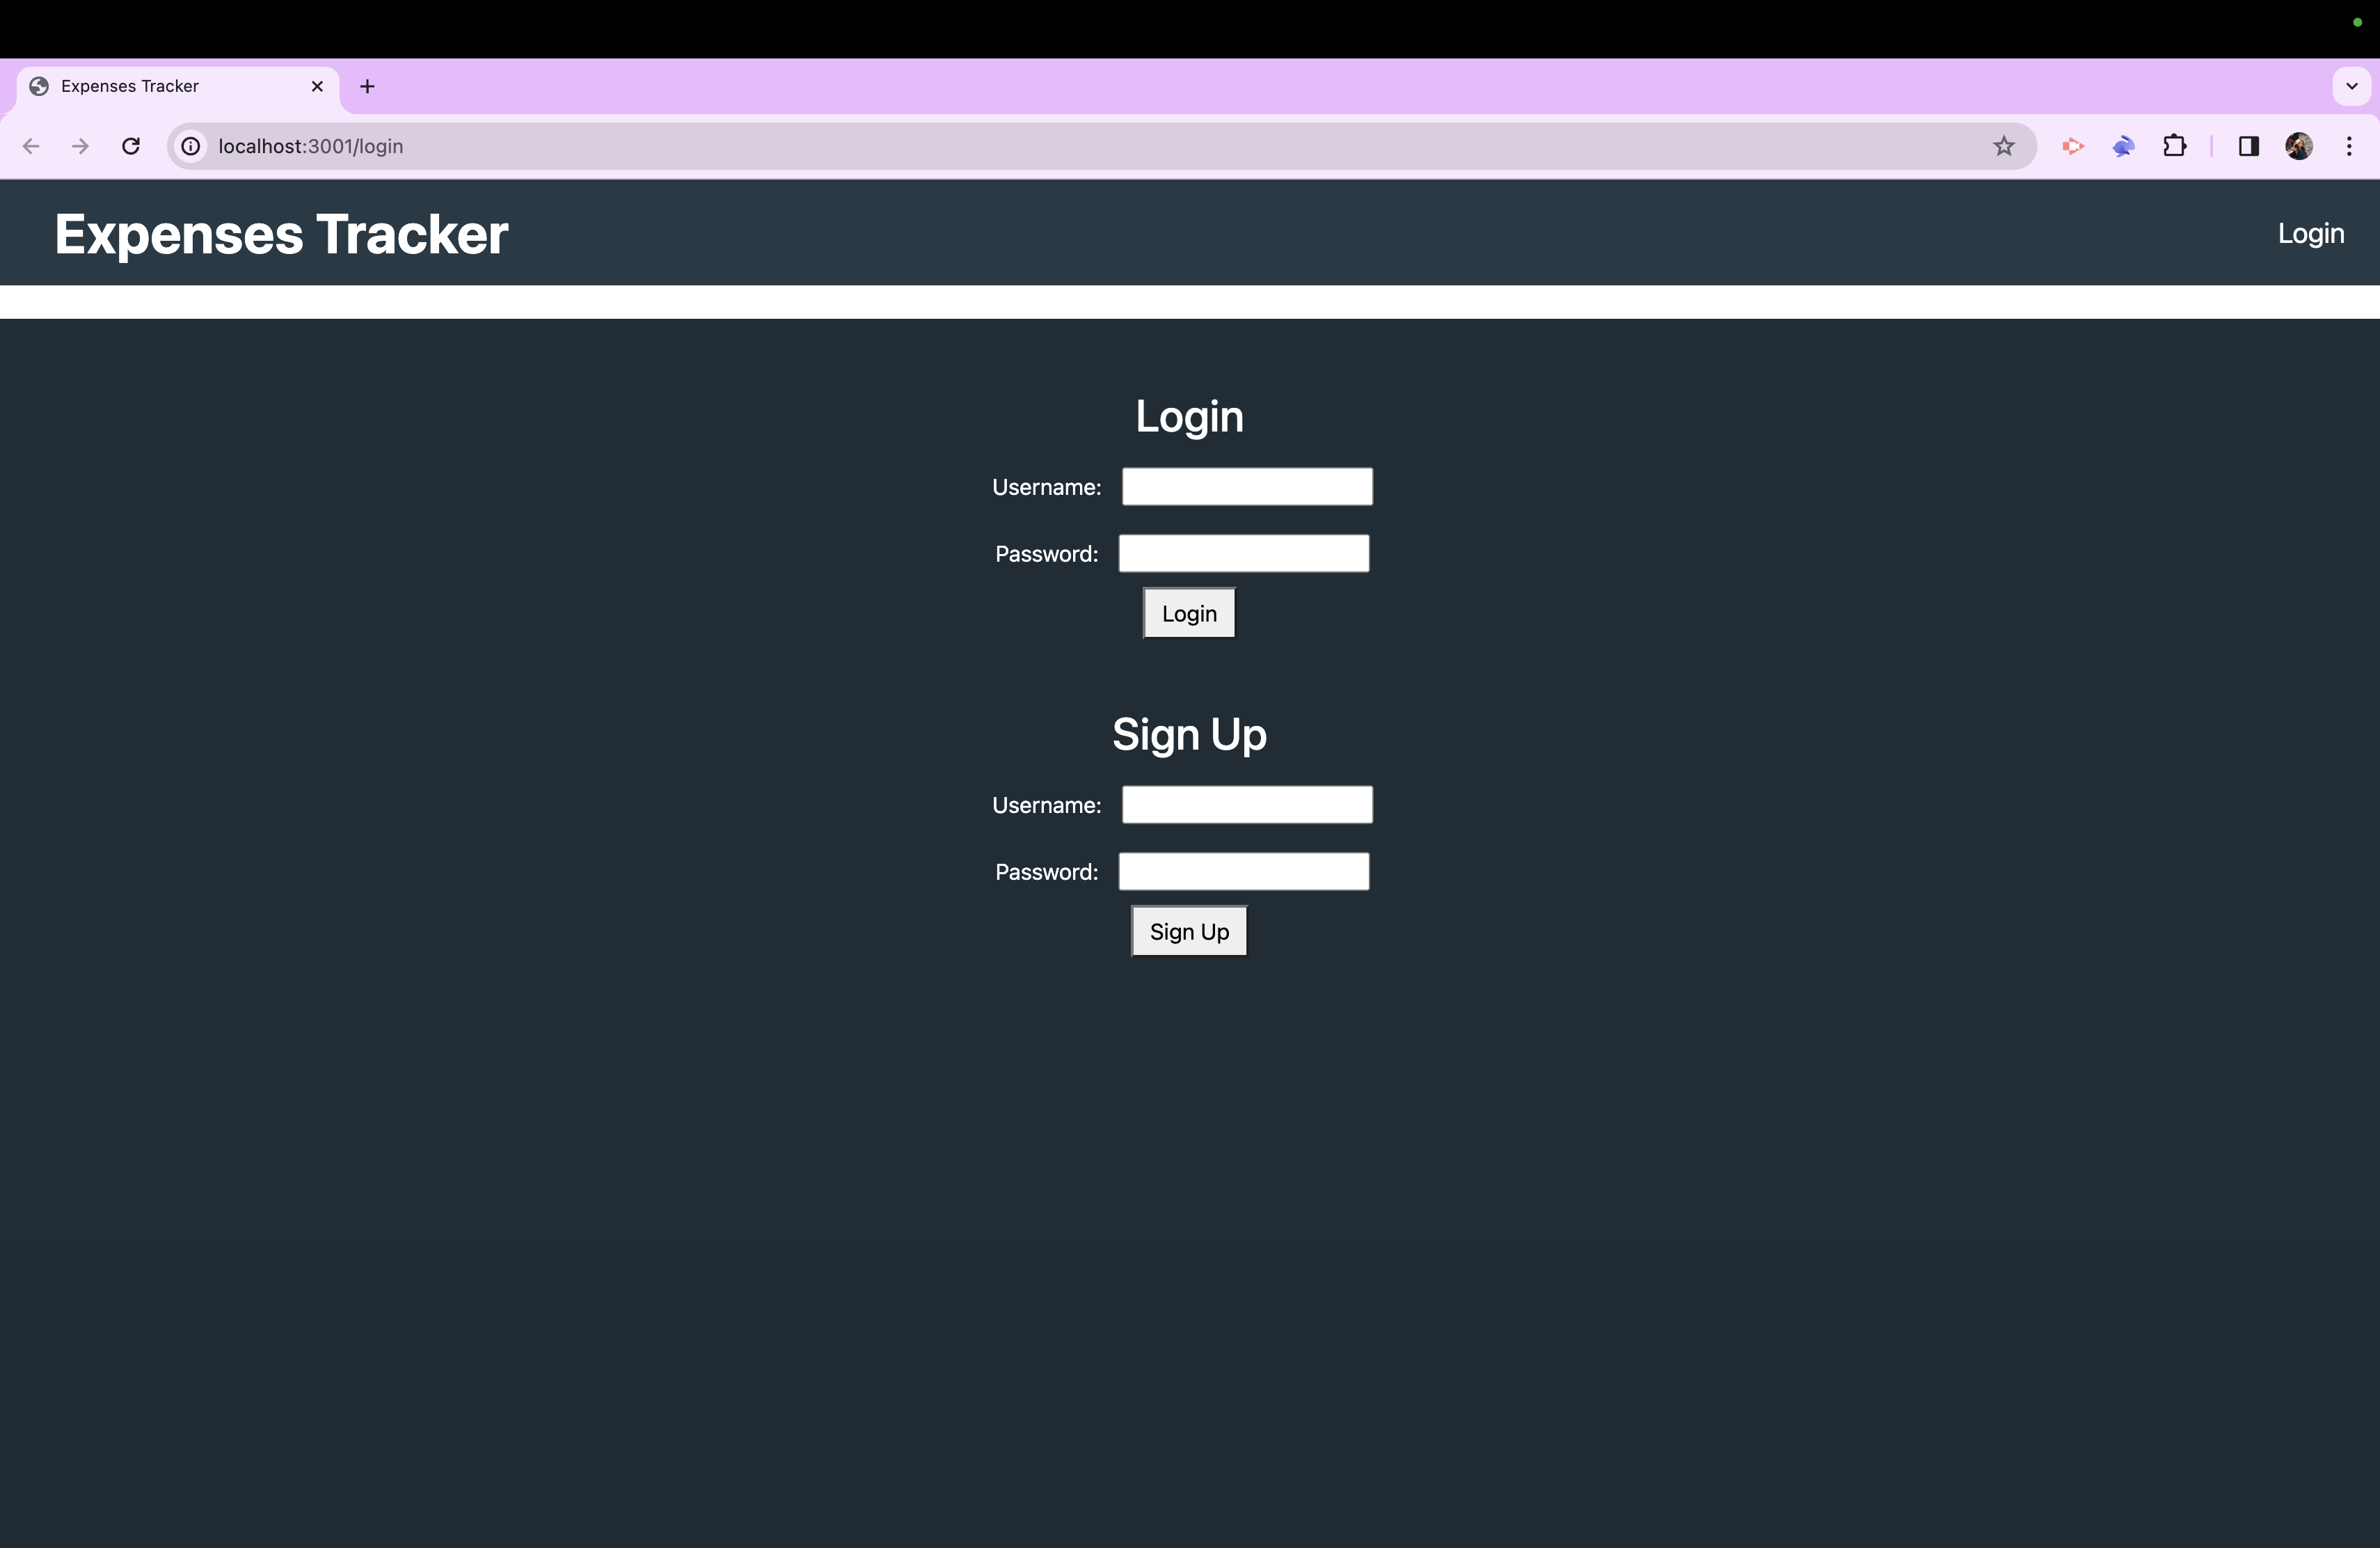 Expenses Tracker
localhost:3001/login
Expenses Tracker
Login
Login
Username:
Password:
Login
Sign Up
Username:
Password:
Sign Up